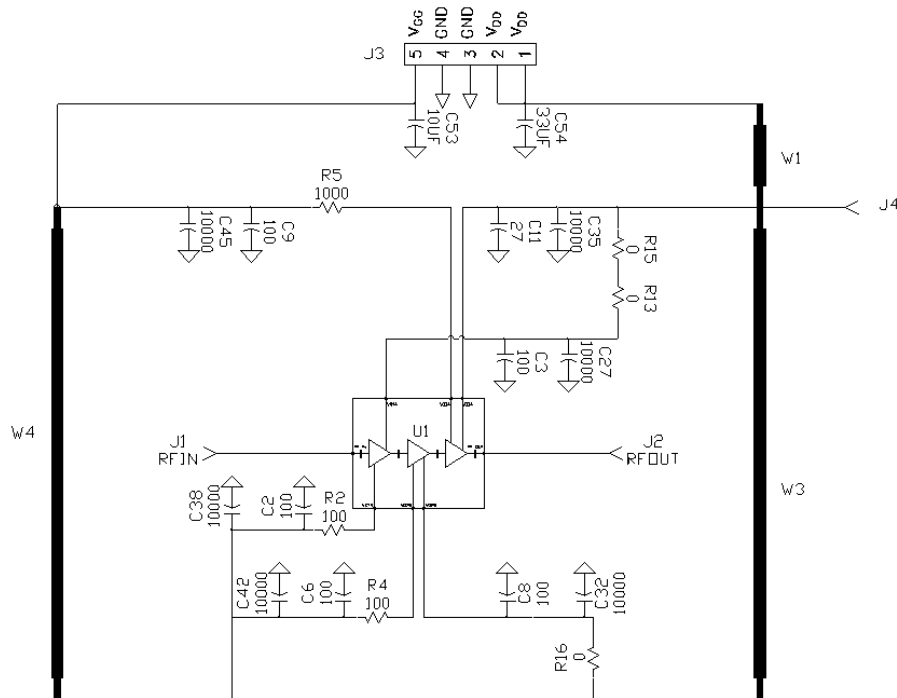 VGG
GND
GND
VDD
VDD
J3
5
4
3
2
1
C53
10UF
C54
33UF
W1
R5
1000
J4
C45
10000
C9
100
C11
27
C35
10000
R15
0
R13
0
C3
100
C27
10000
W4
U1
J1
RFIN
J2
RFOUT
W3
C38
10000
C2
100
R2
100
C42
10000
C6
100
R4
100
C8
100
C32
10000
R16
0